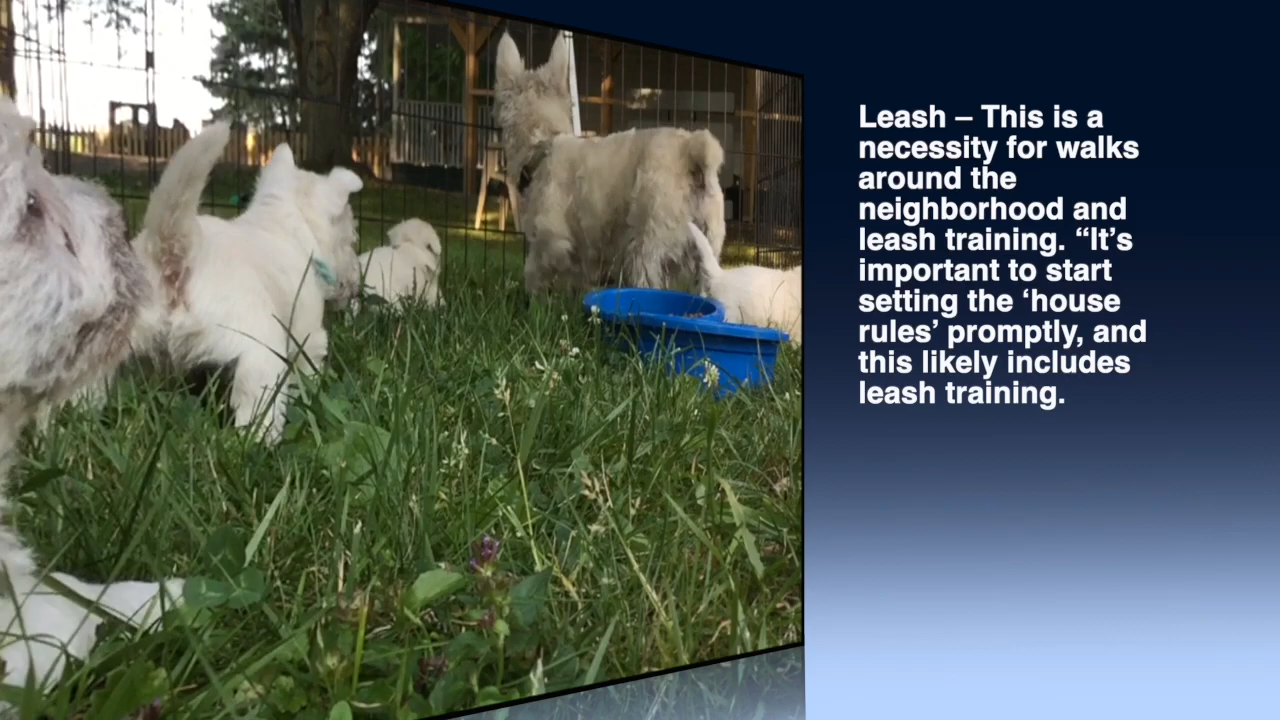 Leash – This is a
necessity for walks
around the
neighborhood and
leash training. “It’s
important to start
setting the ‘house
rules’ promptly, and
this likely includes
leash training.